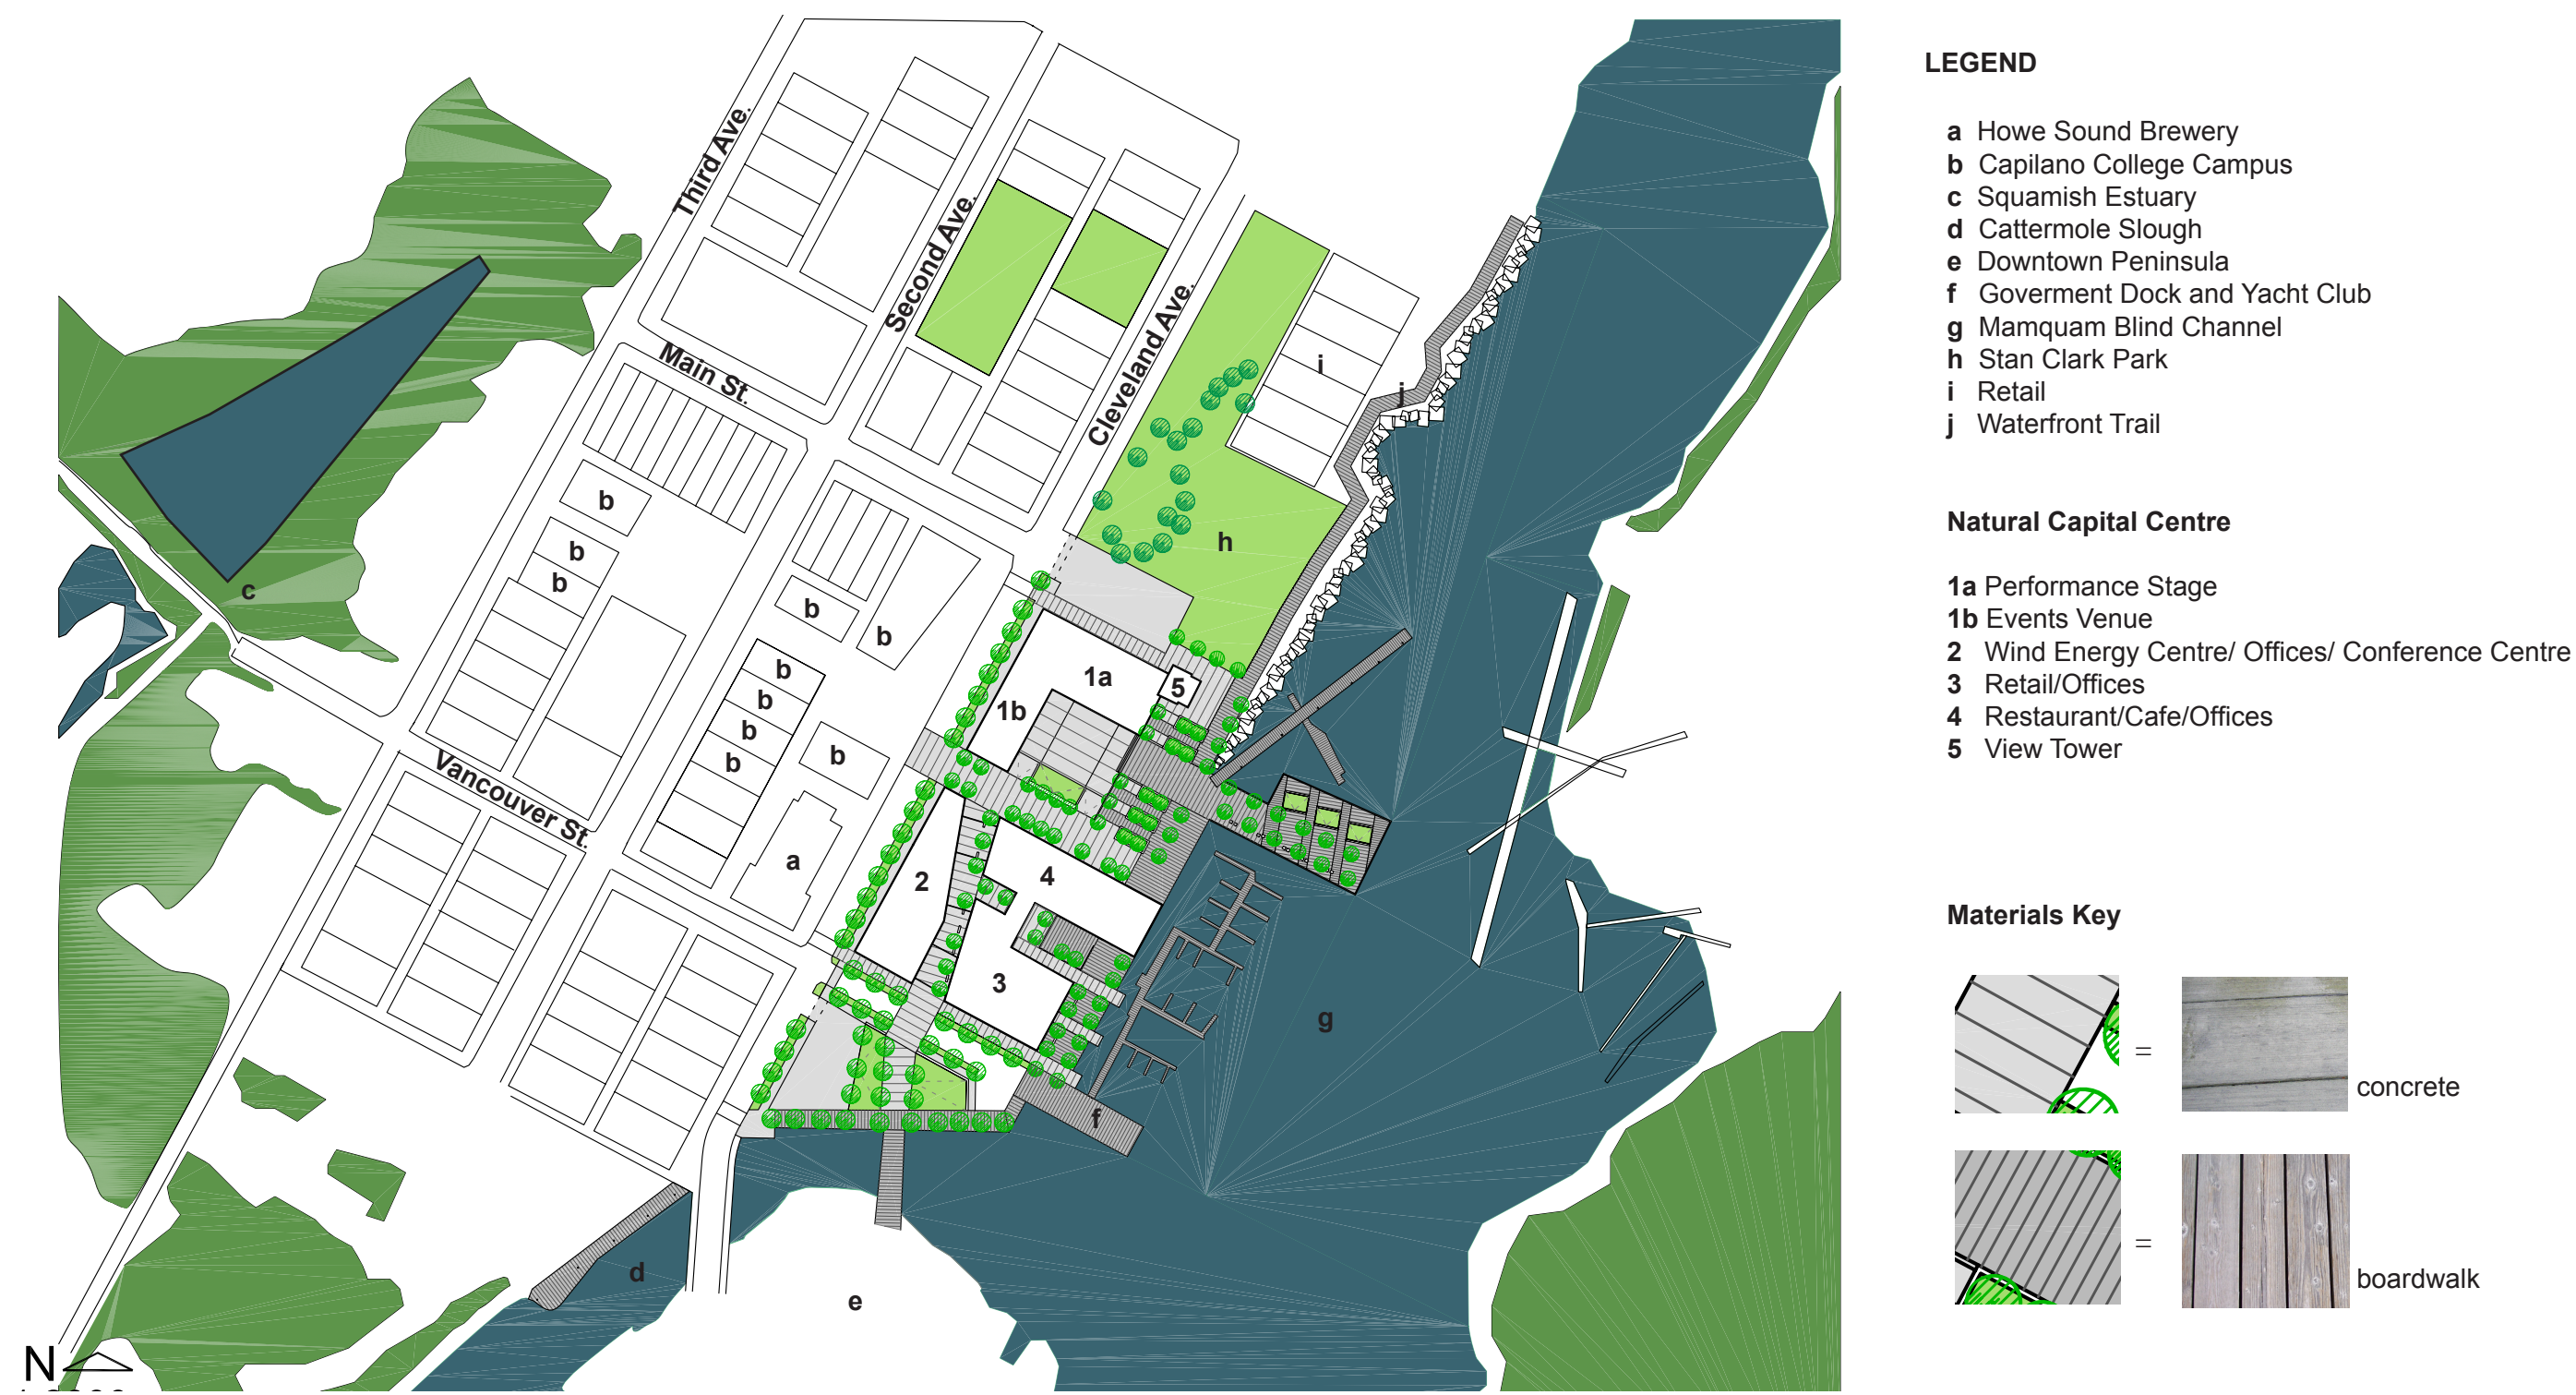 Third Ave.
Second Ave.
Main St.
Cleveland Ave.
Vancouver St.
i
j
b
b
b
h
c
b
b
b
b
b
b
b
1a
5
1b
a
2
4
3
g
f
d
e
N
LEGEND
a Howe Sound Brewery
b Capilano College Campus
c Squamish Estuary
d Cattermole Slough
e Downtown Peninsula
f Goverment Dock and Yacht Club
g Mamquam Blind Channel
h Stan Clark Park
i Retail
j Waterfront Trail
Natural Capital Centre
1a Performance Stage
1b Events Venue
2 Wind Energy Centre/ Offices/ Conference Centre
3 Retail/Offices
4 Restaurant/Cafe/Offices
5 View Tower
Materials Key
= concrete
= boardwalk